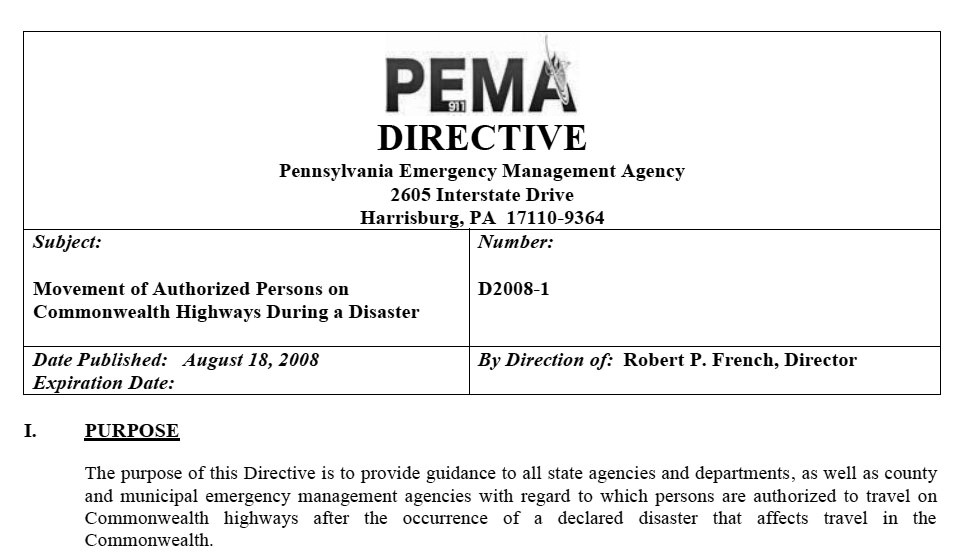 PEMA
911
DIRECTIVE
Pennsylvania Emergency Management Agency
2605 Interstate Drive
Harrisburg, PA 17110-9364
Subject:
Movement of Authorized Persons on
Commonwealth Highways During a Disaster
Number:
D2008-1
Date Published: August 18, 2008
Expiration Date:
By Direction of: Robert P. French, Director
I. PURPOSE
The purpose of this Directive is to provide guidance to all state agencies and departments, as well as county
and municipal emergency management agencies with regard to which persons are authorized to travel on
Commonwealth highways after the occurrence of a declared disaster that affects travel in the
Commonwealth.